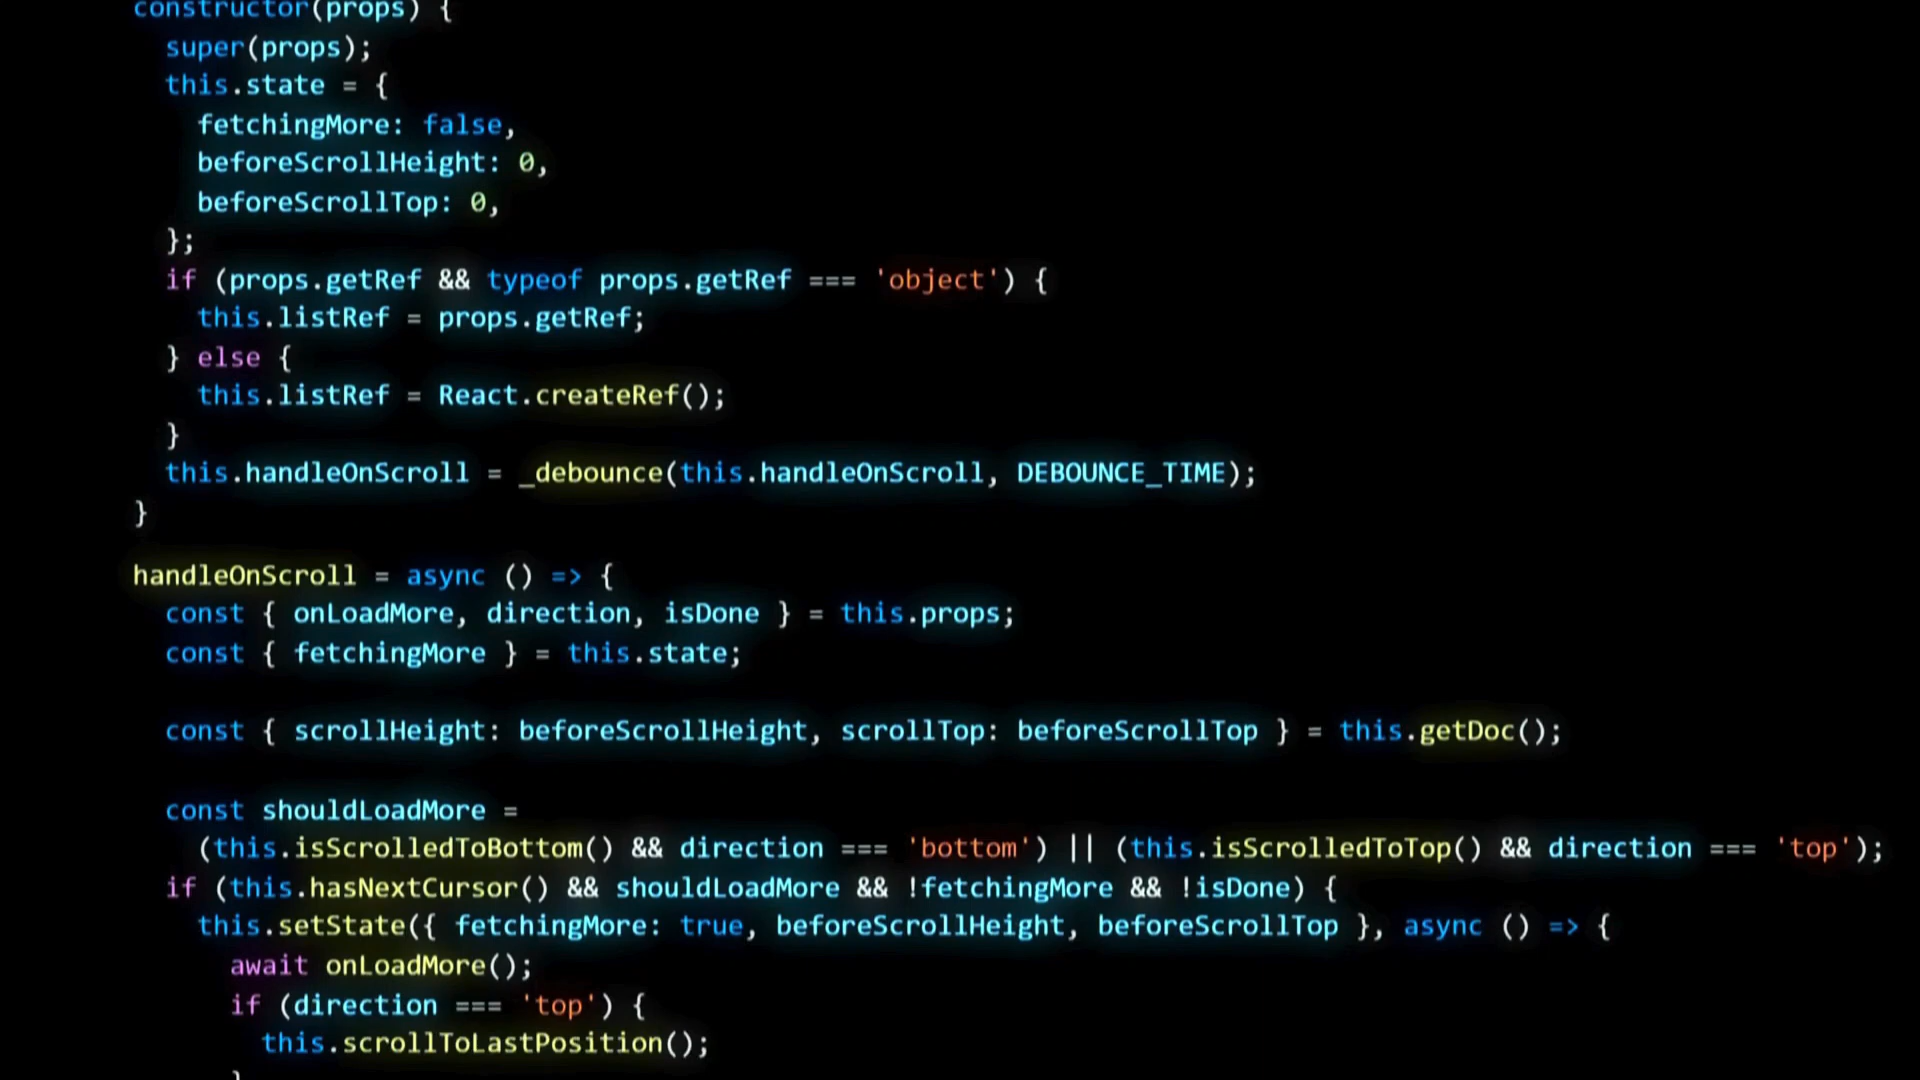 constructor(props) {
super(props);
this.state = {
fetchingMore: false,
beforeScrollHeight: 0,
beforeScrollTop: 0,
};
if (props.getRef && typeof props.getRef === 'object') {
this.listRef = props.getRef;
} else {
this.listRef = React.createRef();
}
this.handleOnScroll = _debounce(this.handleOnScroll, DEBOUNCE_TIME);
}
handleOnScroll = async () => {
const { onLoadMore, direction, isDone } = this.props;
const { fetchingMore } = this.state;
const { scrollHeight: beforeScrollHeight, scrollTop: beforeScrollTop } = this.getDoc();
const shouldLoadMore =
(this.isScrolledToBottom() && direction === 'bottom') || (this.isScrolledToTop() && direction === 'top');
if (this.hasNextCursor() && shouldLoadMore && !fetchingMore && !isDone) {
this.setState({ fetchingMore: true, beforeScrollHeight, beforeScrollTop }, async () => {
await onLoadMore();
if (direction === 'top') {
this.scrollToLastPosition();
}